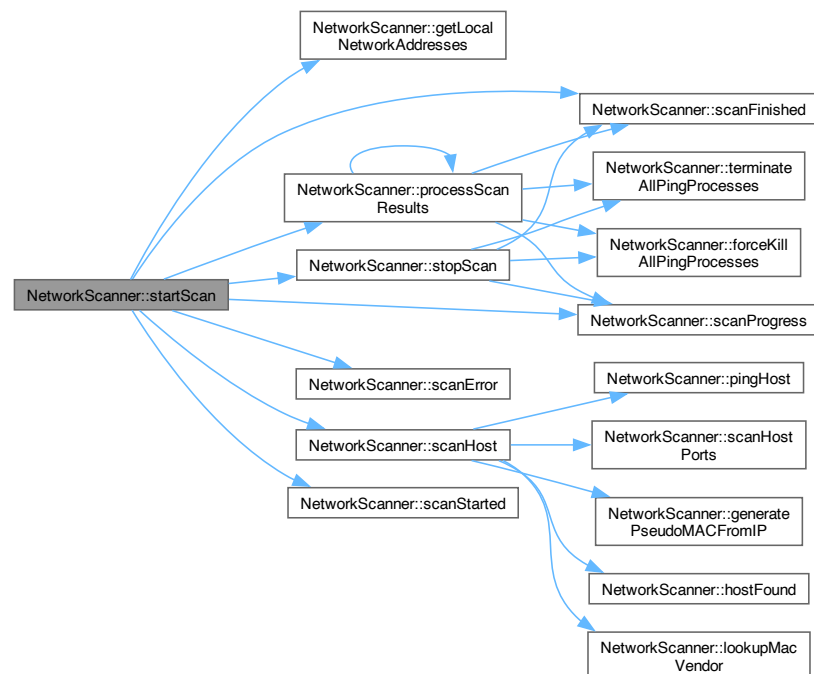 NetworkScanner::getLocal
NetworkAddresses
NetworkScanner::scanFinished
NetworkScanner::processScan
Results
NetworkScanner::terminate
AllPingProcesses
NetworkScanner::forceKill
AllPingProcesses
NetworkScanner::stopScan
NetworkScanner::startScan
NetworkScanner::scanProgress
NetworkScanner::scanError
NetworkScanner::pingHost
NetworkScanner::scanHost
NetworkScanner::scanHost
Ports
NetworkScanner::scanStarted
NetworkScanner::generate
PseudoMACFromIP
NetworkScanner::hostFound
NetworkScanner::lookupMac
Vendor